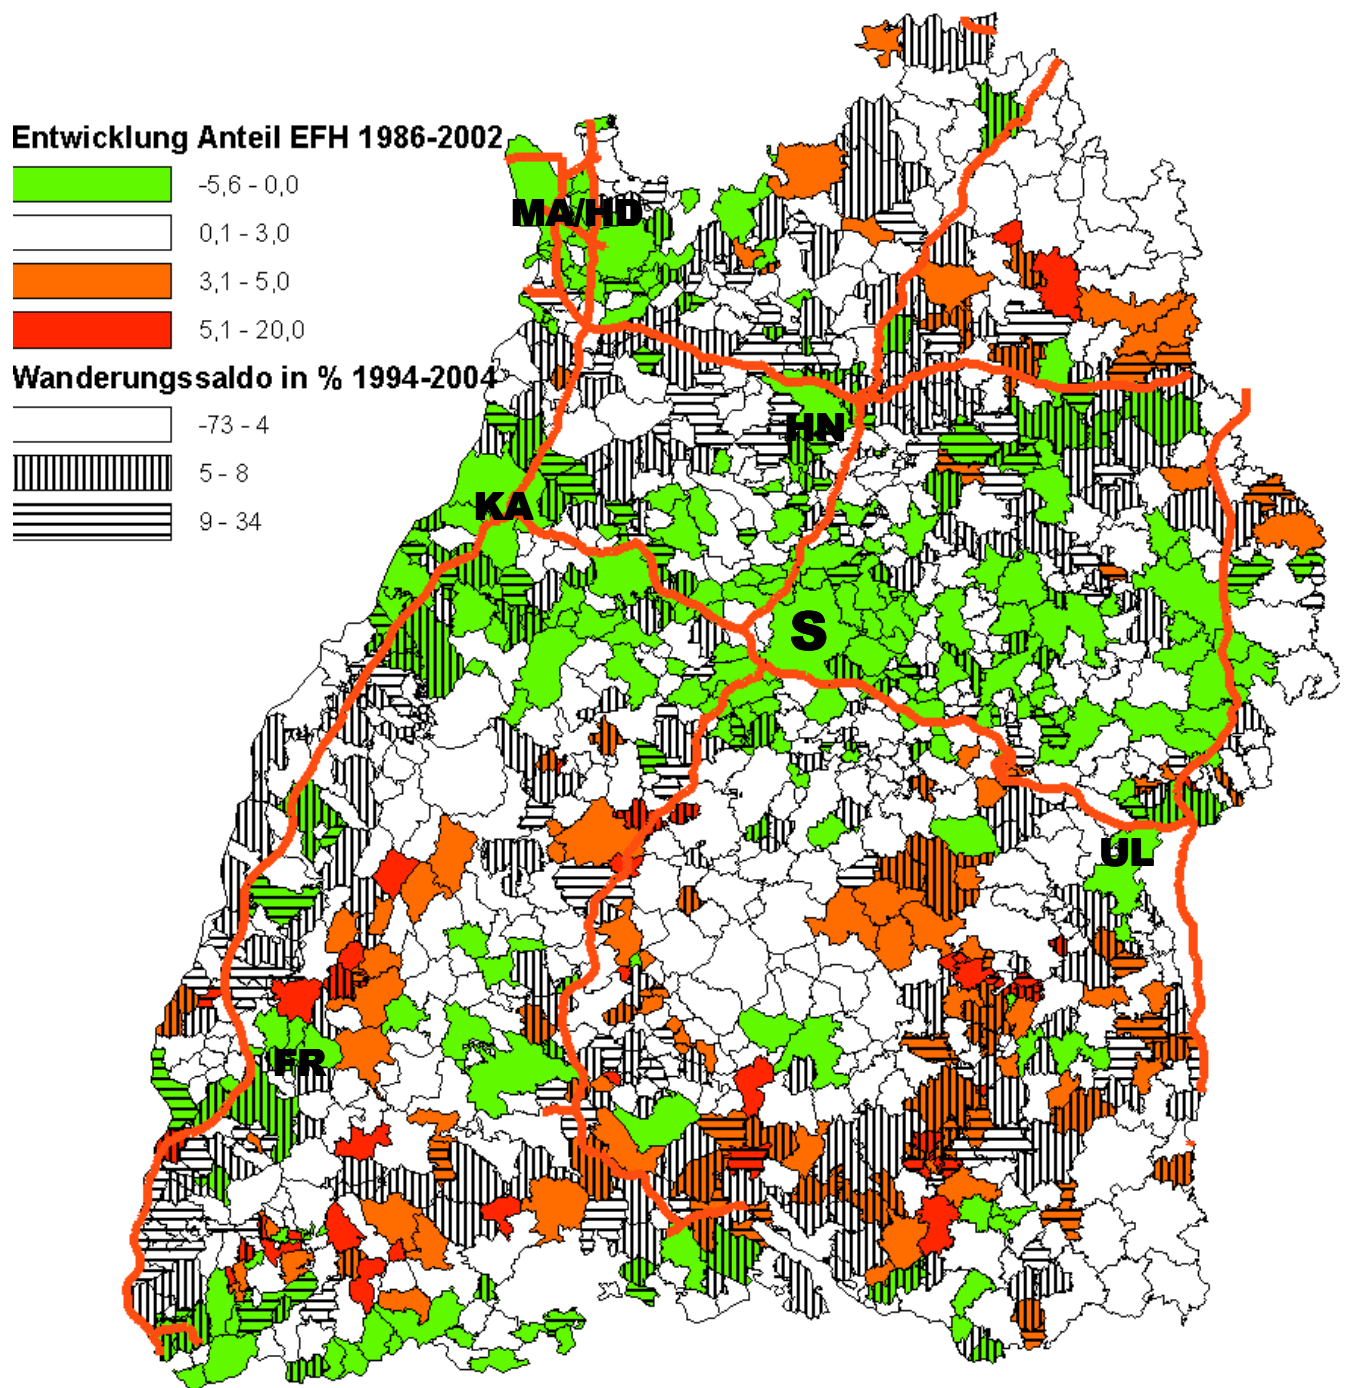 Entwicklung Anteil EFH 1986-2002
-5,6 - 0,0
0,1 - 3,0
3,1 - 5,0
5,1 - 20,0
Wanderungssaldo in % 1994-2004
-73 - 4
5 - 8
9 - 34
MA/HD
HN
KA
S
UL
FR